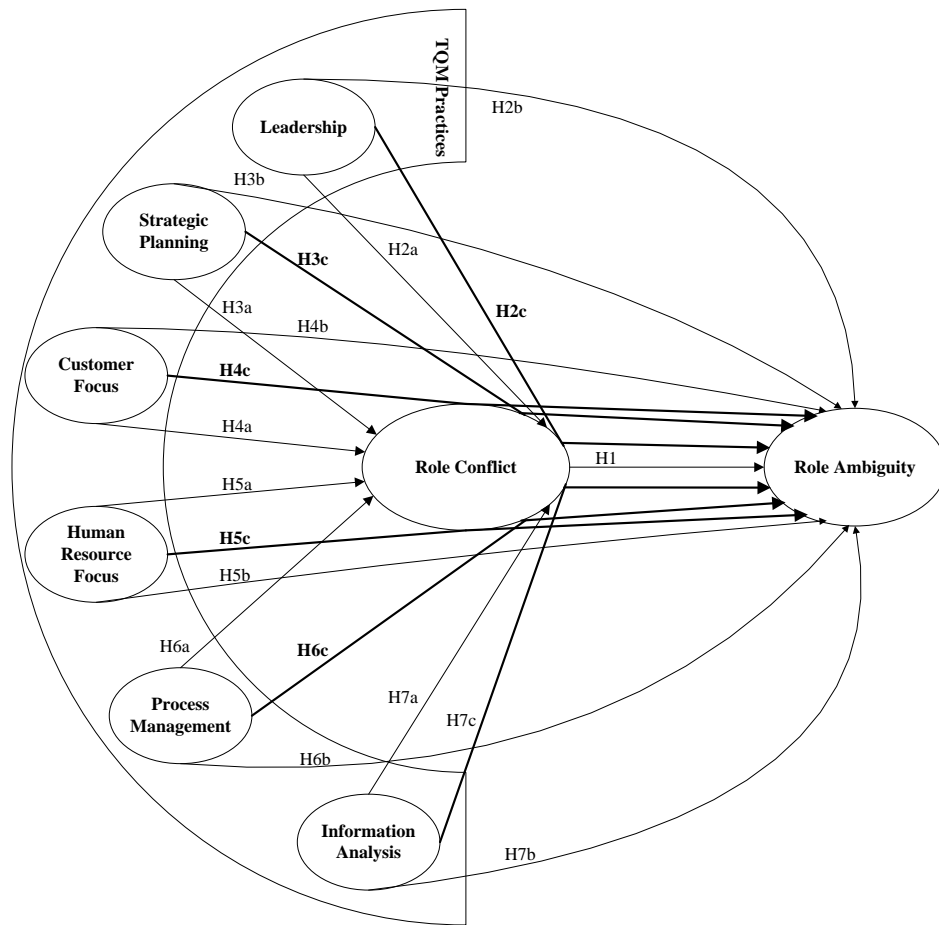 TQM Practices
Leadership
H2b
H3b
Strategic
Planning
H3c
H2a
H2c
H3a
H4b
Customer
Focus
H4c
H4a
Role Conflict
H1
Role Ambiguity
H5a
Human
Resource
Focus
H5c
H5b
H6a
H6c
Process
Management
H7a
H7c
H6b
Information
Analysis
H7b